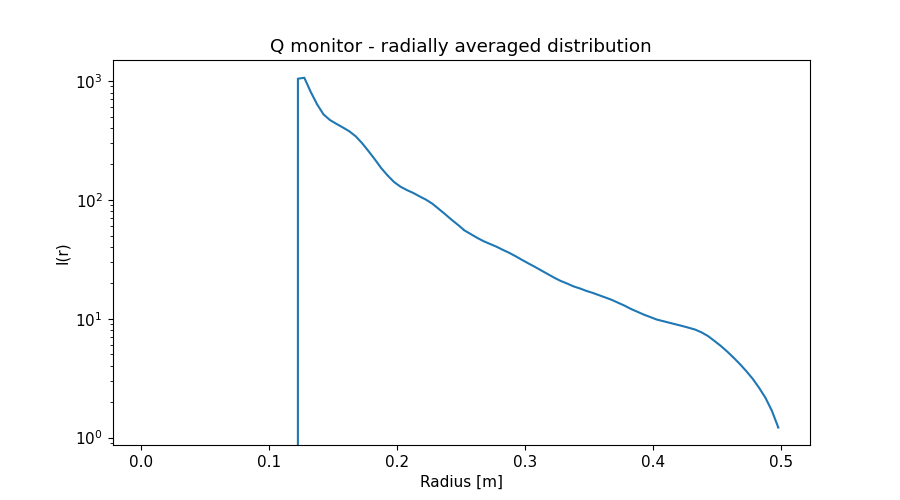 Q monitor - radially averaged distribution
10³
10²
10¹
10⁰
I(r)
0.0 0.1 0.2 0.3 0.4 0.5
Radius [m]